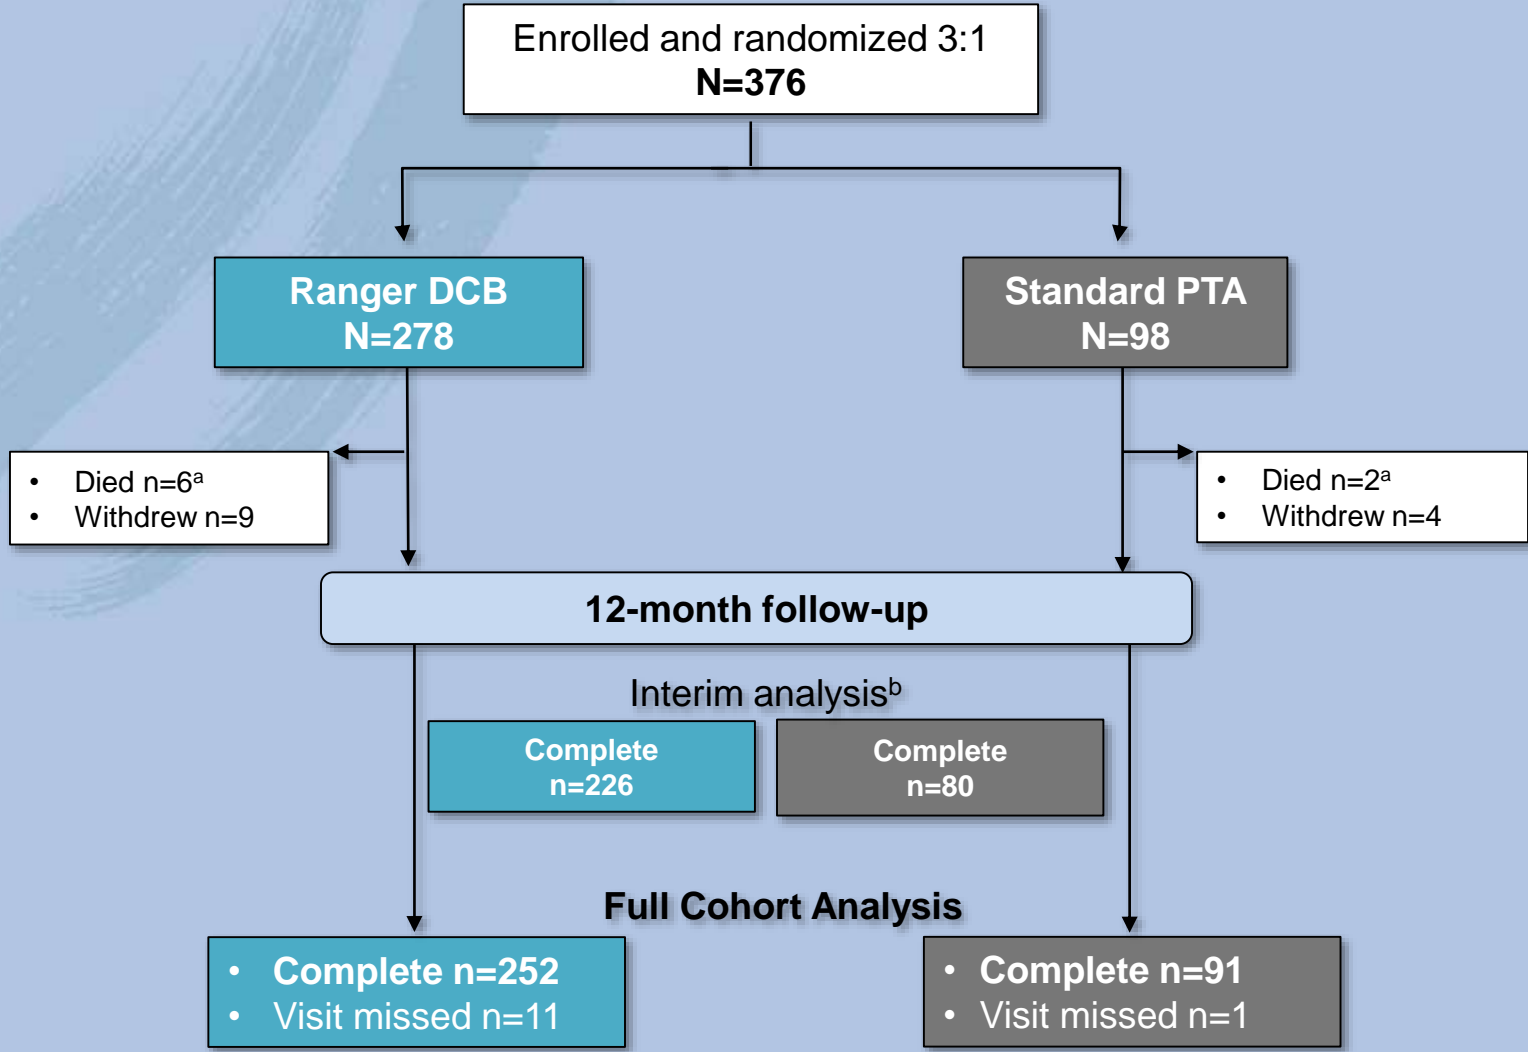 Enrolled and randomized 3:1
N=376
Ranger DCB
N=278
Standard PTA
N=98
• Died n=6ᵃ
• Withdrew n=9
• Died n=2ᵃ
• Withdrew n=4
12-month follow-up
Interim analysisᵇ
Complete
n=226
Complete
n=80
Full Cohort Analysis
• Complete n=252
• Visit missed n=11
• Complete n=91
• Visit missed n=1